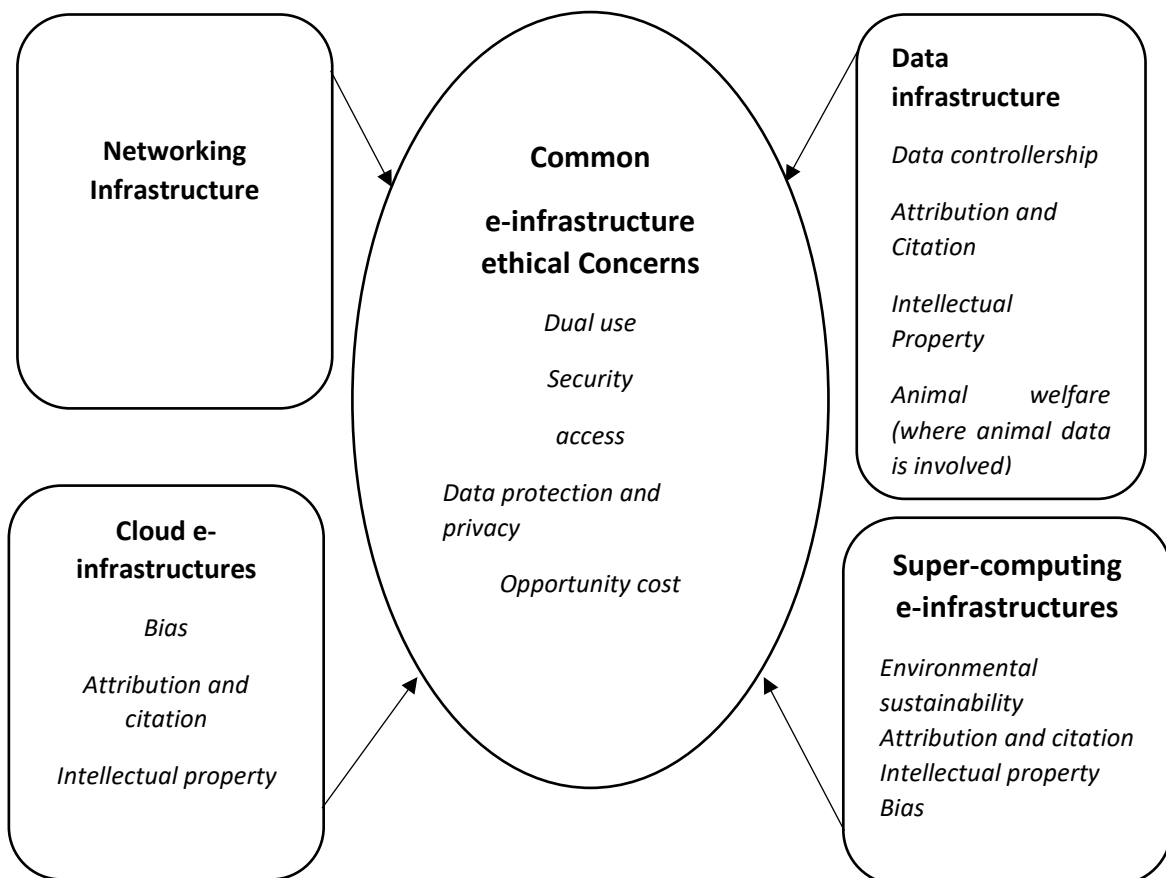 Networking
Infrastructure
Common
e-infrastructure
ethical Concerns
Dual use
Security
access
Data protection and
privacy
Opportunity cost
Data
infrastructure
Data controllership
Attribution and
Citation
Intellectual
Property
Animal welfare
(where animal data
is involved)
Cloud e-
infrastructures
Bias
Attribution and
citation
Intellectual property
Super-computing
e-infrastructures
Environmental
sustainability
Attribution and citation
Intellectual property
Bias